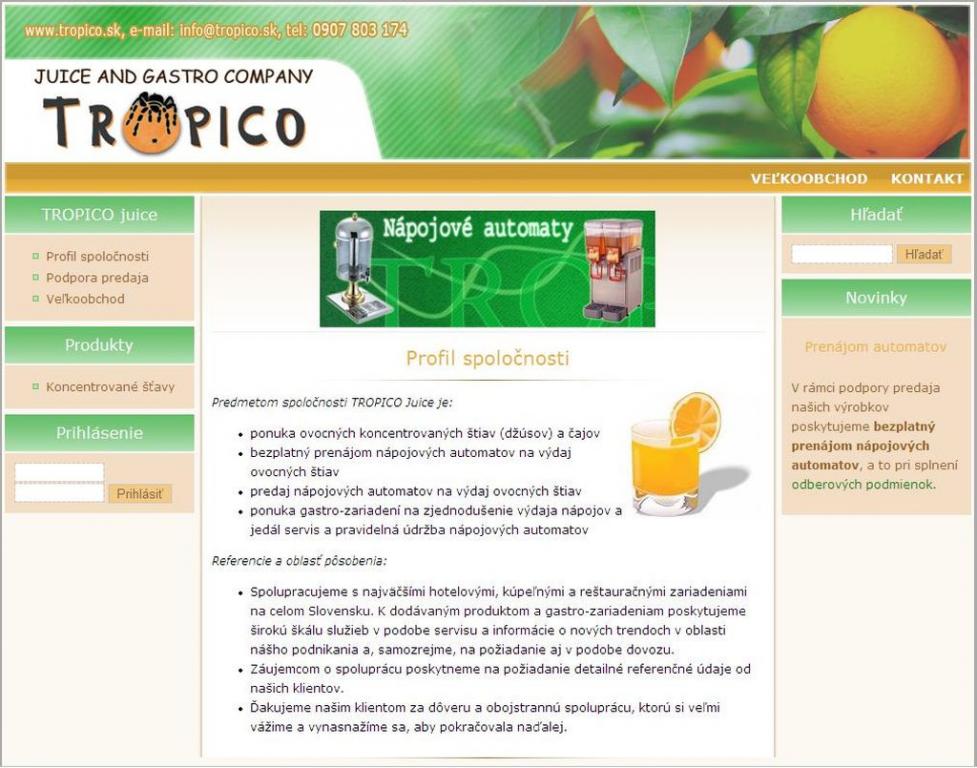 www.tropico.sk, e-mail: info@tropico.sk, tel: 0907 803 174
JUICE AND GASTRO COMPANY
TROPICO
VEĽKOOBCHOD KONTAKT
TROPICO juice
Profil spoločnosti
Podpora predaja
Veľkoobchod
Produkty
Koncentrované šťavy
Prihlásenie
Prihlásiť
Nápojové automaty
TROP
Profil spoločnosti
Predmetom spoločnosti TROPICO Juice je:
ponuka ovocných koncentrovaných štiav (džúsov) a čajov
bezplatný prenájom nápojových automatov na výdaj
ovocných štiav
predaj nápojových automatov na výdaj ovocných štiav
ponuka gastro-zariadení na zjednodušenie výdaja nápojov a
jedál servis a pravidelná údržba nápojových automatov
Referencie a oblasť pôsobenia:
Spolupracujeme s najväčšími hotelovými, kúpeľnými a reštauračnými zariadeniami
na celom Slovensku. K dodávaným produktom a gastro-zariadeniam poskytujeme
širokú škálu služieb v podobe servisu a informácie o nových trendoch v oblasti
nášho podnikania a, samozrejme, na požiadanie aj v podobe dovozu.
Záujemcom o spoluprácu poskytneme na požiadanie detailné referenčné údaje od
našich klientov.
Ďakujeme našim klientom za dôveru a obojstrannú spoluprácu, ktorú si veľmi
vážime a vynasnažíme sa, aby pokračovala naďalej.
Hľadať
Hľadať
Novinky
Prenájom automatov
V rámci podpory predaja
našich výrobkov
poskytujeme bezplatný
prenájom nápojových
automatov, a to pri splnení
odberových podmienok.